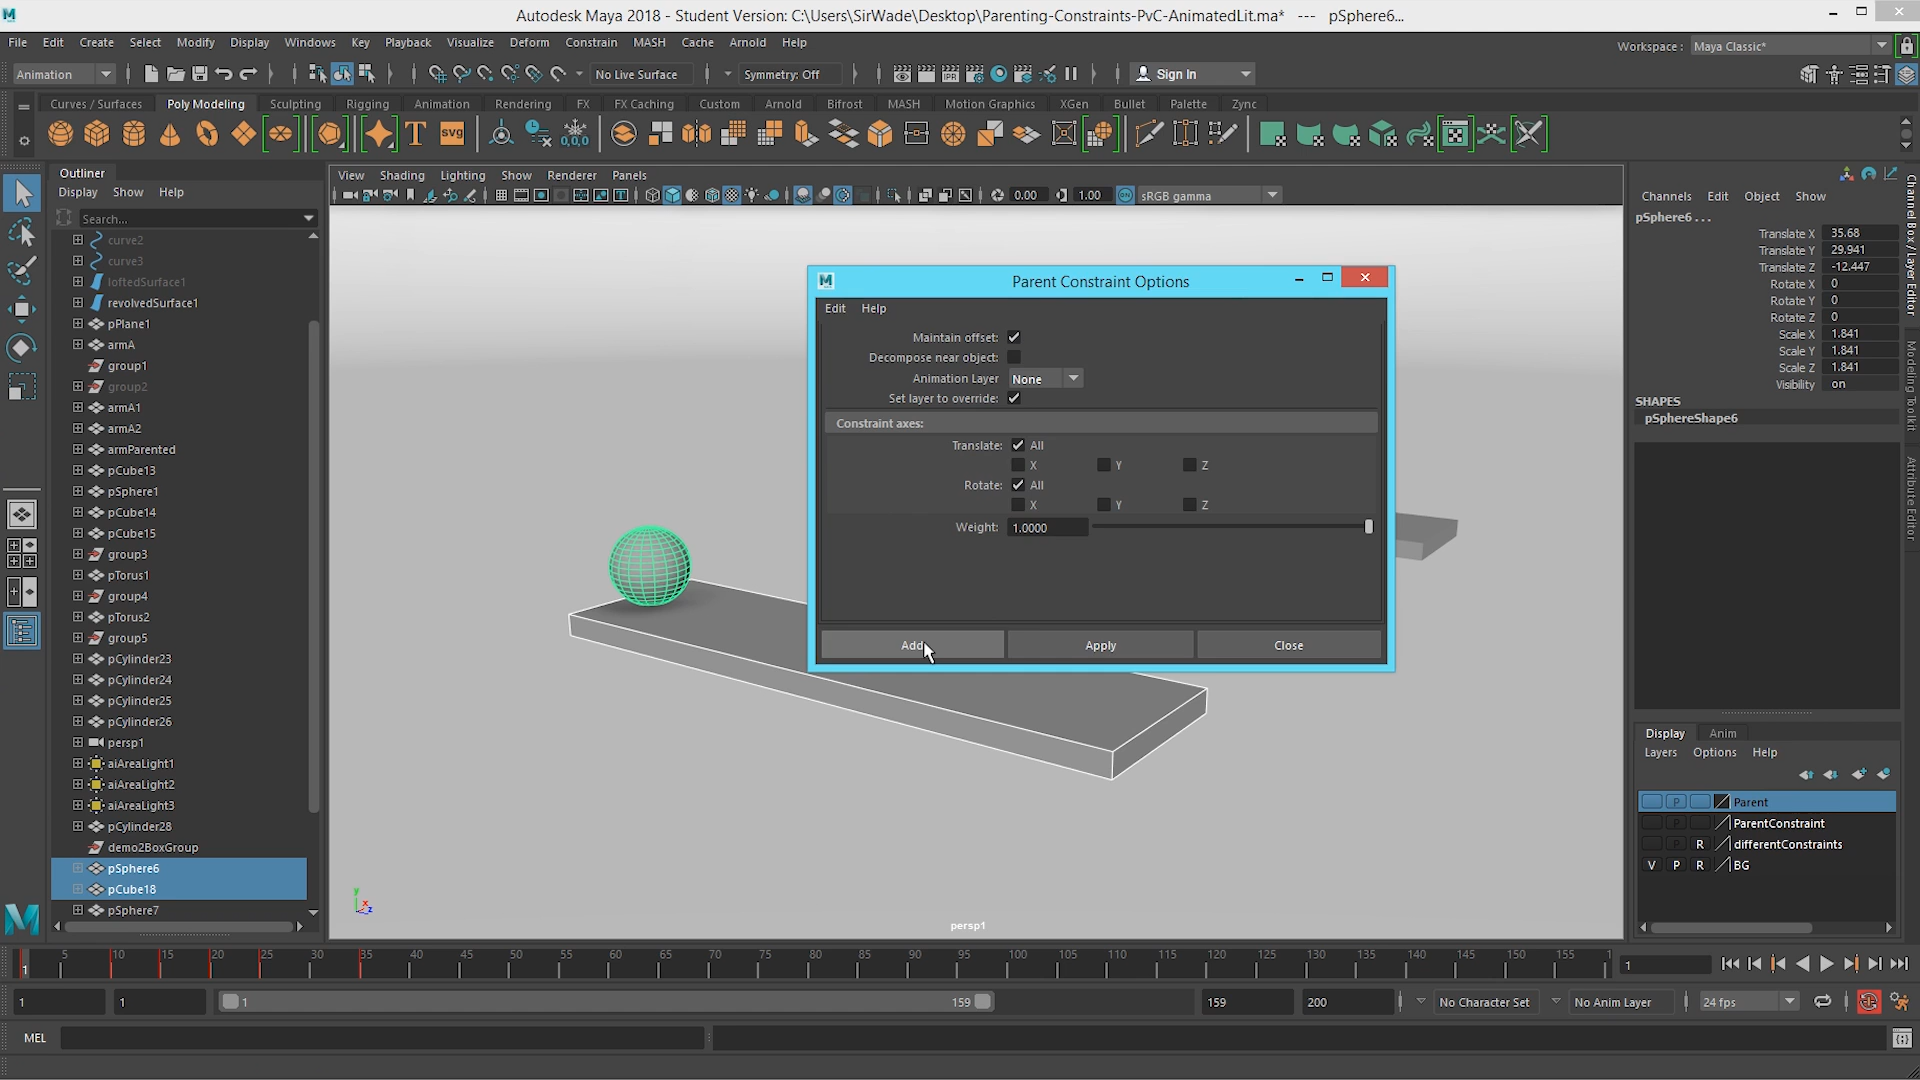 Autodesk Maya 2018 - Student Version: C:\Users\SirWade\Desktop\Parenting-Constraints-PvC-AnimatedLit.ma* --- pSphere6...
File Edit Create Select Modify Display Windows Key Playback Visualize Deform Constrain MASH Cache Arnold Help
Workspace : Maya Classic*
Animation No Live Surface Symmetry: Off Sign In
Curves / Surfaces Poly Modeling Sculpting Rigging Animation Rendering FX FX Caching Custom Arnold Bifrost MASH Motion Graphics XGen Bullet Palette Zync
Outliner
Display Show Help
Search...
curve2
curve3
loftedSurface1
revolvedSurface1
pPlane1
armA
group1
group2
armA1
armA2
armParented
pCube13
pSphere1
pCube14
pCube15
group3
pTorus1
group4
pTorus2
group5
pCylinder23
pCylinder24
pCylinder25
pCylinder26
persp1
aiAreaLight1
aiAreaLight2
aiAreaLight3
pCylinder28
demo2BoxGroup
pSphere6
pCube18
pSphere7
View Shading Lighting Show Renderer Panels
0.00 1.00 sRGB gamma
Parent Constraint Options
Edit Help
Maintain offset:
Decompose near object:
Animation Layer None
Set layer to override:
Constraint axes:
Translate: All
X Y Z
Rotate: All
X Y Z
Weight: 1.0000
Add Apply Close
persp1
Channels Edit Object Show
pSphere6 . . .
Translate X 35.68
Translate Y 29.941
Translate Z -12.447
Rotate X 0
Rotate Y 0
Rotate Z 0
Scale X 1.841
Scale Y 1.841
Scale Z 1.841
Visibility on
SHAPES
pSphereShape6
Channel Box / Layer Editor
Modeling Toolkit
Attribute Editor
Display Anim
Layers Options Help
P Parent
P ParentConstraint
P R differentConstraints
V P R BG
1 5 10 15 20 25 30 35 40 45 50 55 60 65 70 75 80 85 90 95 100 105 110 115 120 125 130 135 140 145 150 155 1
1
1 1 1 159 159 200 No Character Set No Anim Layer 24 fps
MEL